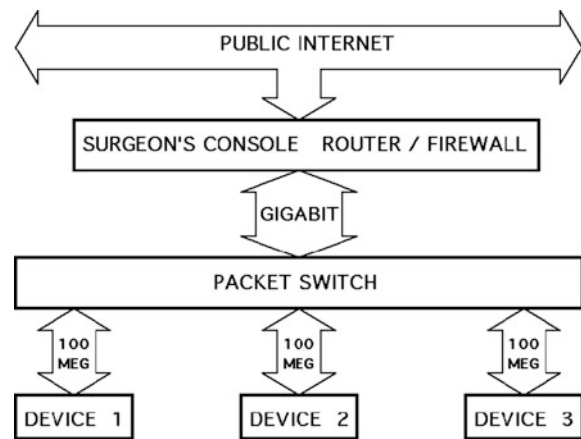 PUBLIC INTERNET
SURGEON'S CONSOLE ROUTER / FIREWALL
GIGABIT
PACKET SWITCH
100 MEG
100 MEG
100 MEG
DEVICE 1
DEVICE 2
DEVICE 3